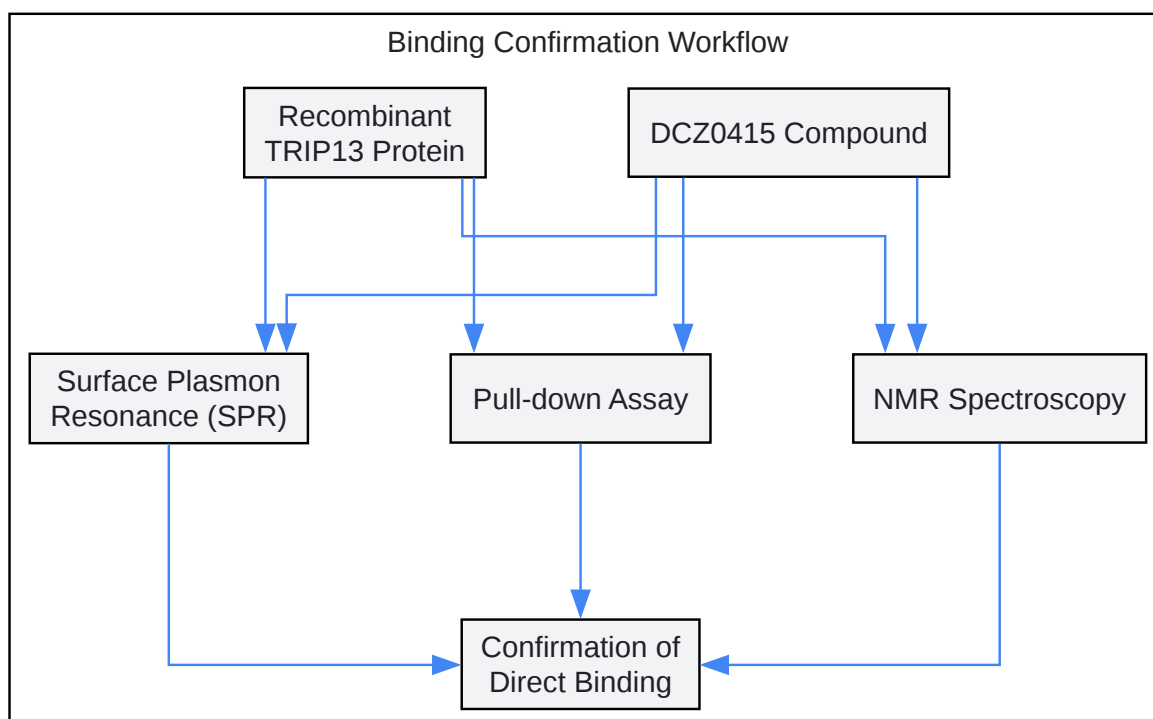 Binding Confirmation Workflow
Recombinant
TRIP13 Protein
DCZ0415 Compound
Surface Plasmon
Resonance (SPR)
Pull-down Assay
NMR Spectroscopy
Confirmation of
Direct Binding